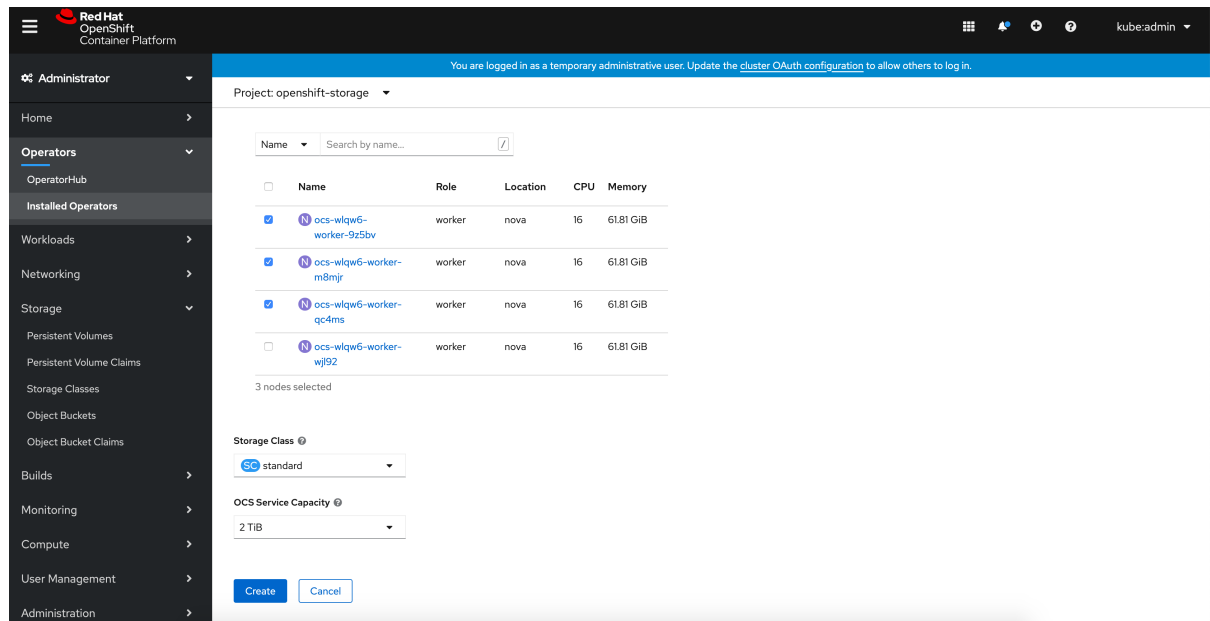 Red Hat
OpenShift
Container Platform
kube:admin
Administrator
You are logged in as a temporary administrative user. Update the cluster OAuth configuration to allow others to log in.
Project: openshift-storage
Home
Operators
OperatorHub
Installed Operators
Workloads
Networking
Storage
Persistent Volumes
Persistent Volume Claims
Storage Classes
Object Buckets
Object Bucket Claims
Builds
Monitoring
Compute
User Management
Administration
Name Search by name... /
Name Role Location CPU Memory
N ocs-wlqw6- worker nova 16 61.81 GiB
worker-9z5bv
N ocs-wlqw6-worker- worker nova 16 61.81 GiB
m8mjr
N ocs-wlqw6-worker- worker nova 16 61.81 GiB
qc4ms
N ocs-wlqw6-worker- worker nova 16 61.81 GiB
wjl92
3 nodes selected
Storage Class
SC standard
OCS Service Capacity
2 TiB
Create Cancel